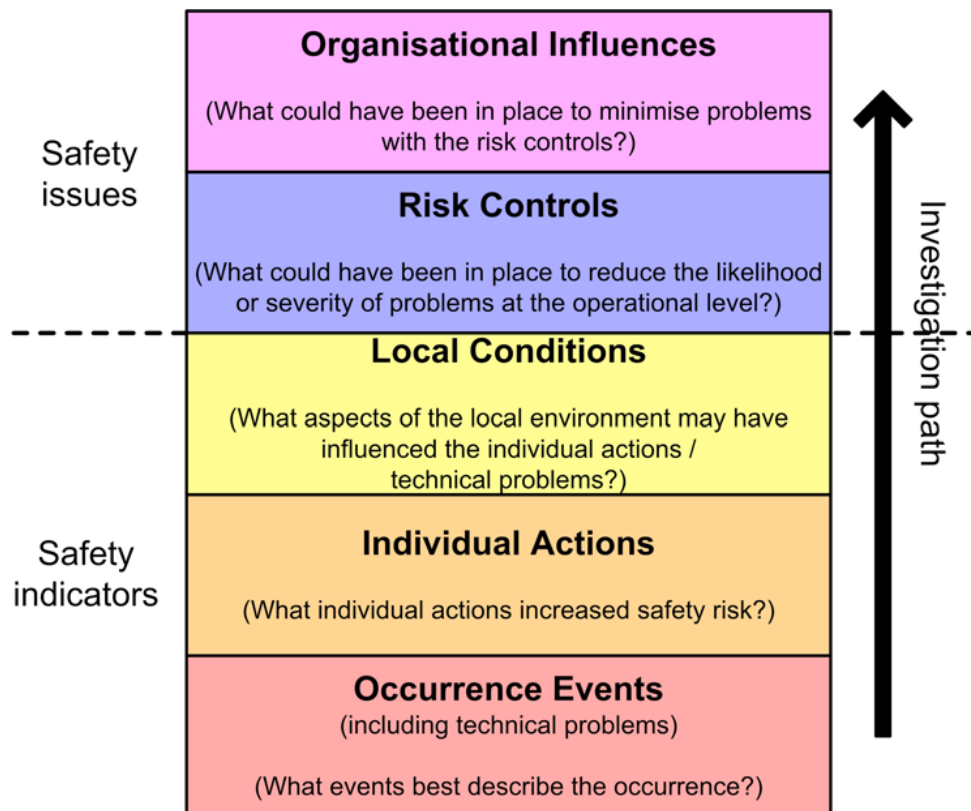 Organisational Influences
(What could have been in place to minimise problems
with the risk controls?)
Safety
issues
Risk Controls
(What could have been in place to reduce the likelihood
or severity of problems at the operational level?)
Investigation path
Local Conditions
(What aspects of the local environment may have
influenced the individual actions /
technical problems?)
Individual Actions
(What individual actions increased safety risk?)
Safety
indicators
Occurrence Events
(including technical problems)
(What events best describe the occurrence?)